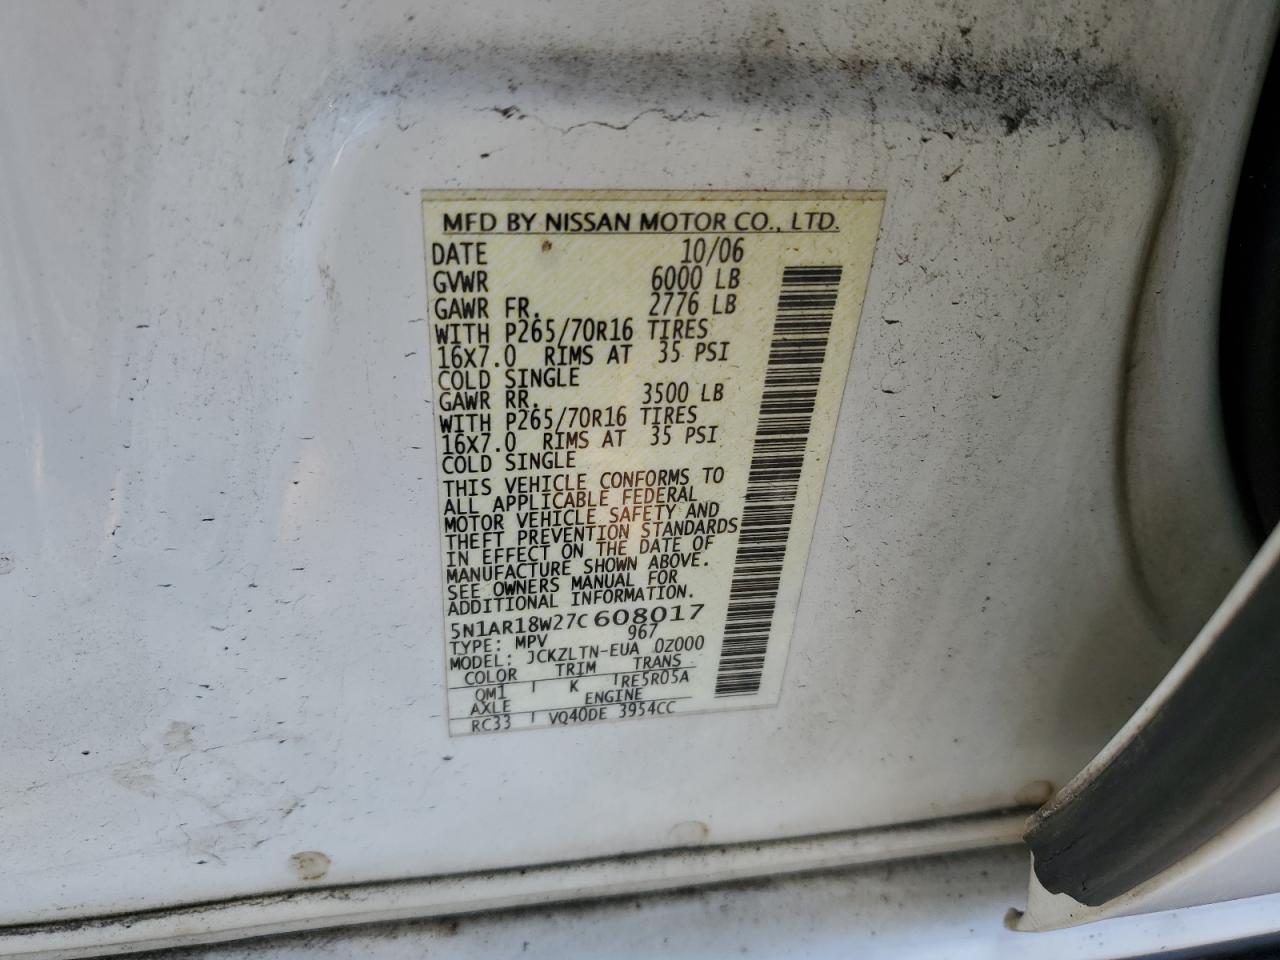 MFD BY NISSAN MOTOR CO., LTD.
DATE 10/06
GVWR 6000 LB
GAWR FR. 2776 LB
WITH P265/70R16 TIRES
16X7.0 RIMS AT 35 PSI
COLD SINGLE
GAWR RR. 3500 LB
WITH P265/70R16 TIRES
16X7.0 RIMS AT 35 PSI
COLD SINGLE
THIS VEHICLE CONFORMS TO
ALL APPLICABLE FEDERAL
MOTOR VEHICLE SAFETY AND
THEFT PREVENTION STANDARDS
IN EFFECT ON THE DATE OF
MANUFACTURE SHOWN ABOVE.
SEE OWNERS MANUAL FOR
ADDITIONAL INFORMATION.
5N1AR18W27C608017
TYPE: MPV 967
MODEL: JCKZLTN-EUA 0Z000
COLOR TRIM TRANS
QM1 K RE5R05A
AXLE ENGINE
RC33 VQ40DE 3954CC